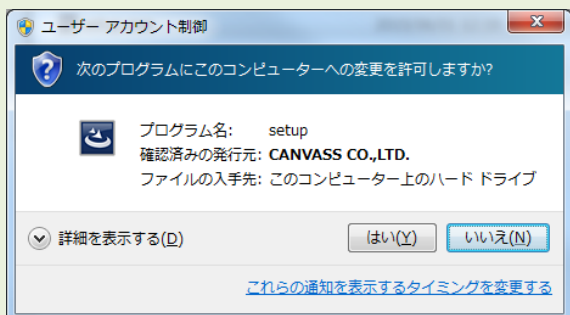 ユーザー アカウント制御
次のプログラムにこのコンピューターへの変更を許可しますか?
プログラム名: setup
確認済みの発行元: CANVASS CO.,LTD.
ファイルの入手先: このコンピューター上のハード ドライブ
詳細を表示する(D)
はい(Y)
いいえ(N)
これらの通知を表示するタイミングを変更する